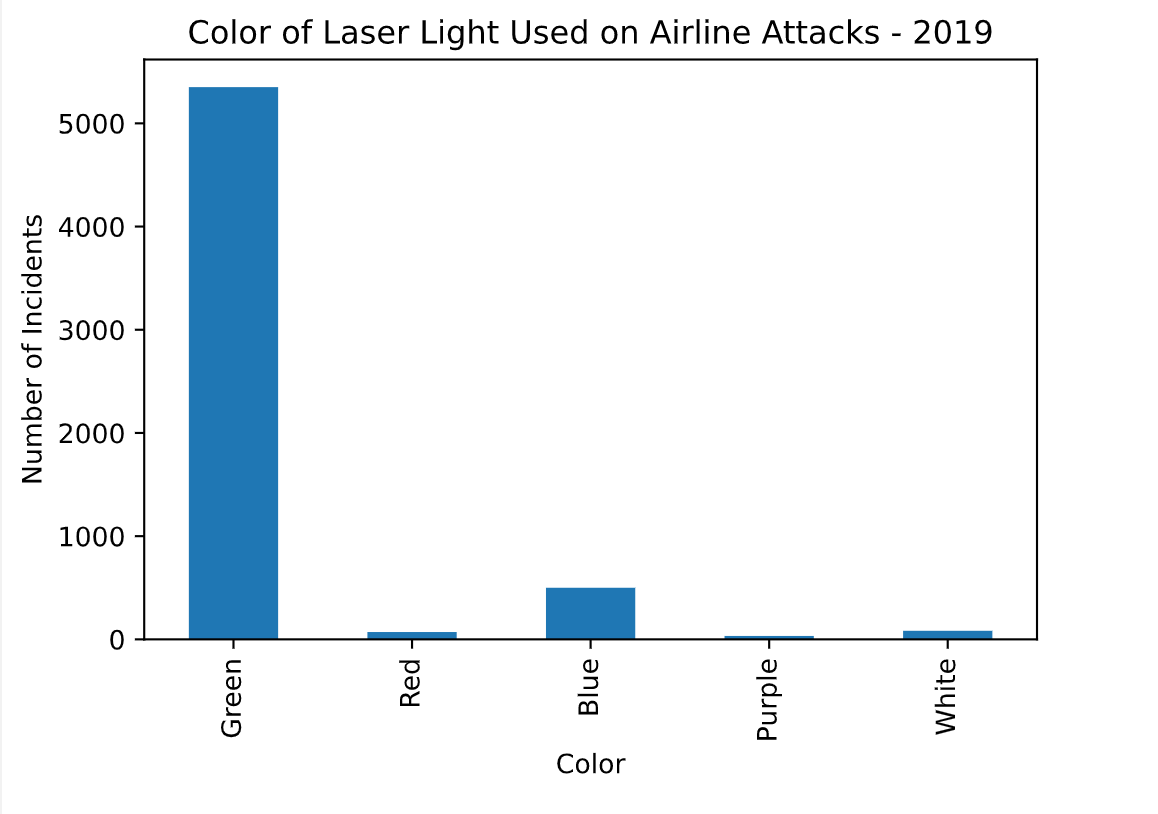 Color of Laser Light Used on Airline Attacks - 2019
Number of Incidents
5000
4000
3000
2000
1000
0
Green
Red
Blue
Purple
White
Color